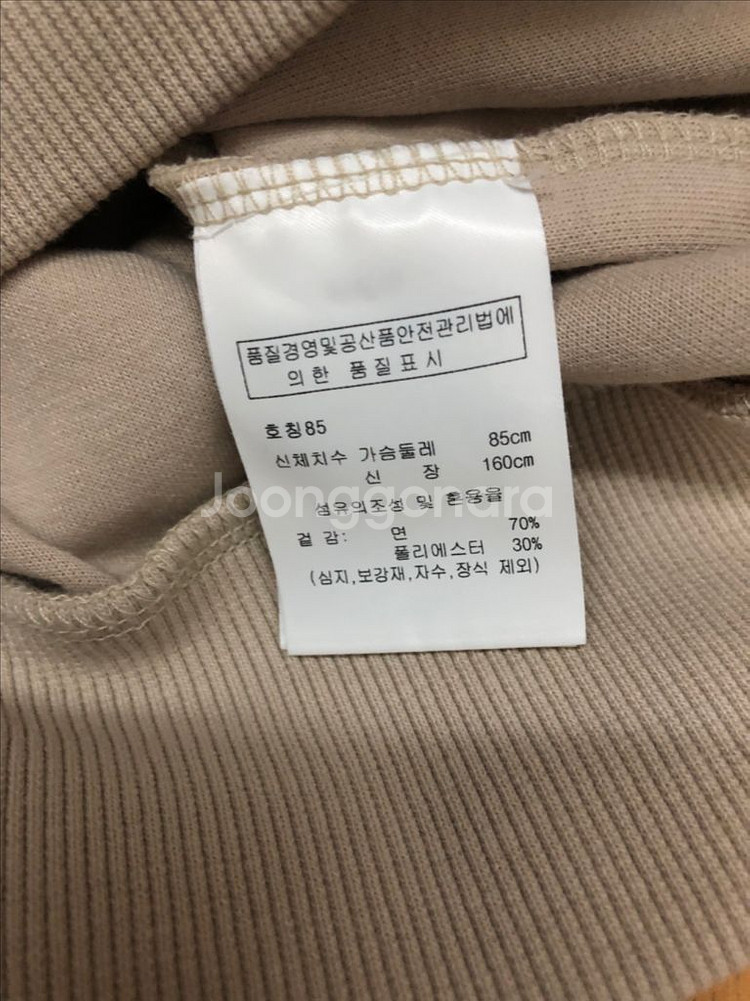 품질경영및공산품안전관리법에
의한 품질표시
호칭85
신체치수 가슴둘레 85cm
신 장 160cm
Joonggonara
섬유의조성 및 혼용율
겉 감: 면 70%
폴리에스터 30%
(심지,보강재,자수,장식 제외)